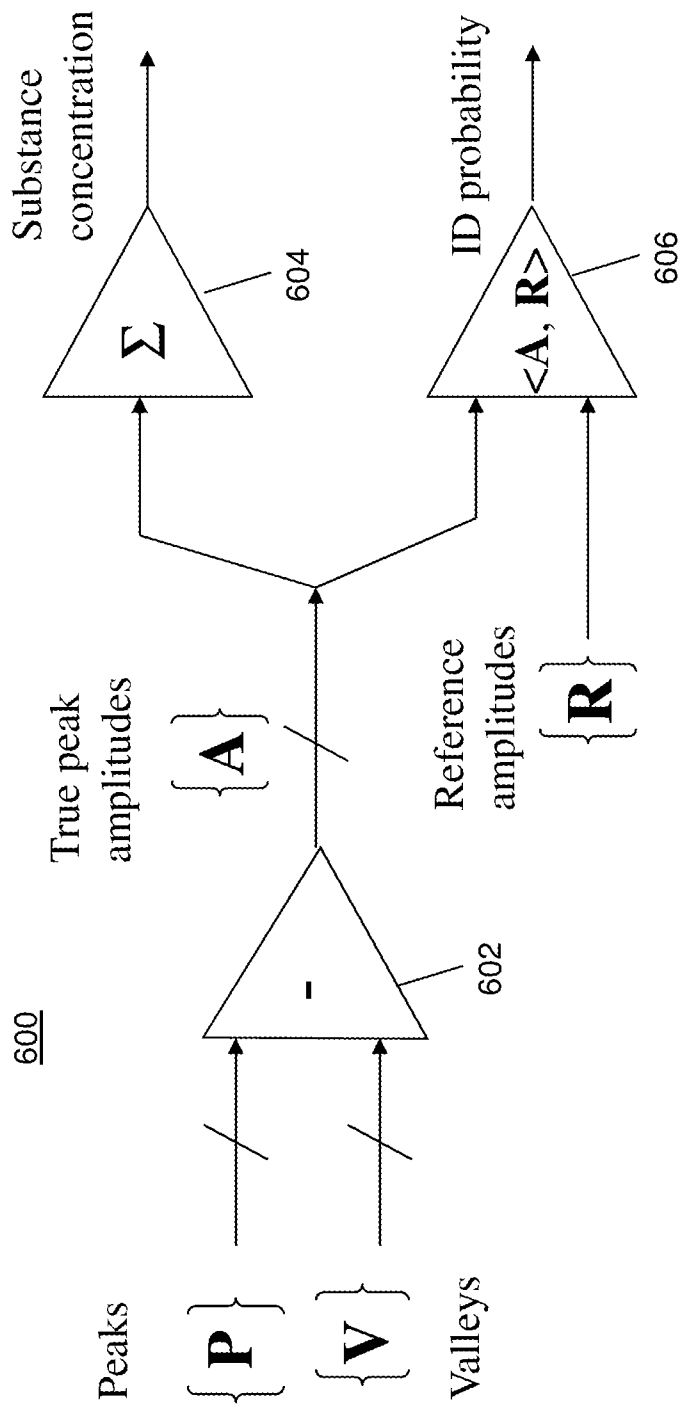 600
Peaks
{P}
{V}
Valleys
-
602
True peak
amplitudes
{A}
Reference
amplitudes
{R}
Σ
604
Substance
concentration
<A, R>
606
ID probability